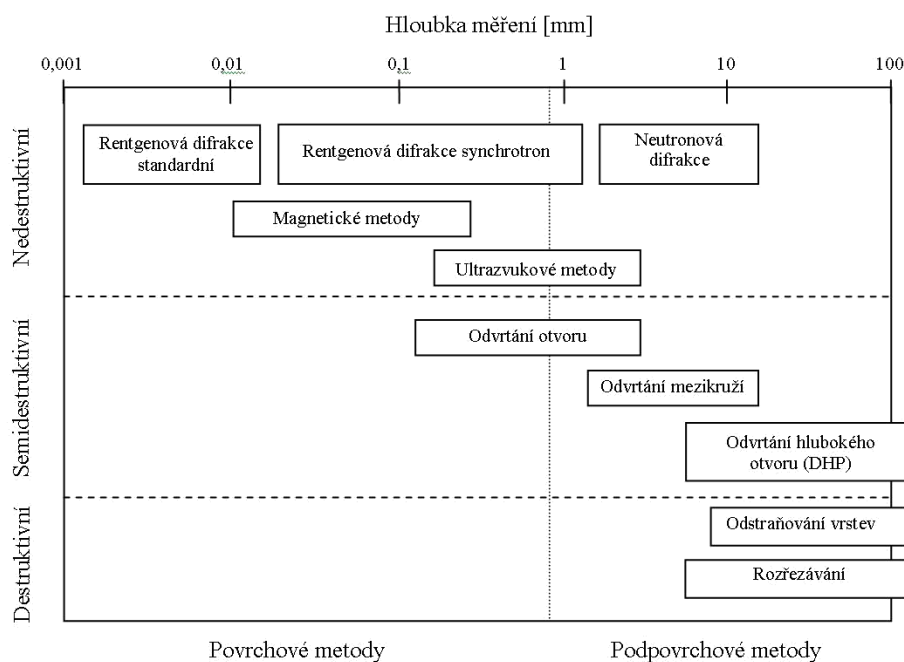 Hloubka měření [mm]
0,001 0,01 0,1 1 10 100
Nedestruktivní
Rentgenová difrakce
standardní
Rentgenová difrakce synchrotron
Neutronová
difrakce
Magnetické metody
Ultrazvukové metody
Semidestruktivní
Odvrtání otvoru
Odvrtání mezikruží
Odvrtání hlubokého
otvoru (DHP)
Destruktivní
Odstraňování vrstev
Rozřezávání
Povrchové metody Podpovrchové metody